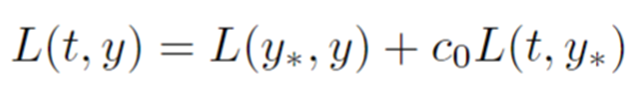 L(t, y) = L(y_*, y) + c_0 L(t, y_*)